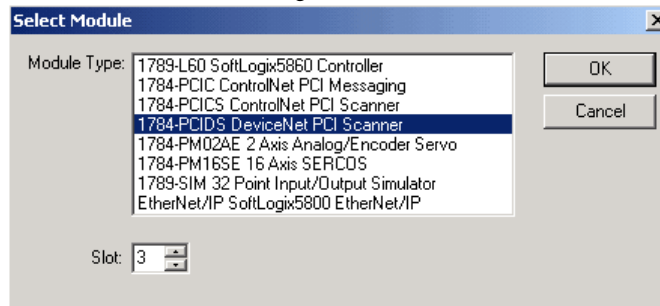 Select Module
Module Type:
1789-L60 SoftLogix5860 Controller
1784-PCIC ControlNet PCI Messaging
1784-PCICS ControlNet PCI Scanner
1784-PCIDS DeviceNet PCI Scanner
1784-PM02AE 2 Axis Analog/Encoder Servo
1784-PM16SE 16 Axis SERCOS
1789-SIM 32 Point Input/Output Simulator
EtherNet/IP SoftLogix5800 EtherNet/IP
OK
Cancel
Slot: 3